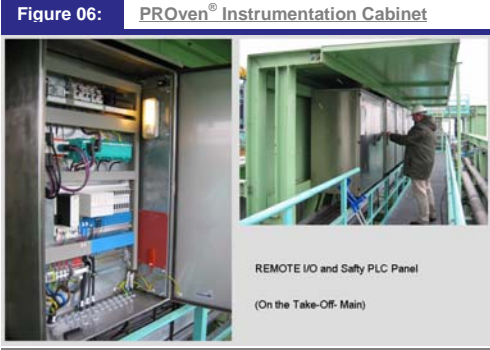 Figure 06: PROven® Instrumentation Cabinet
REMOTE I/O and Safty PLC Panel
(On the Take-Off- Main)